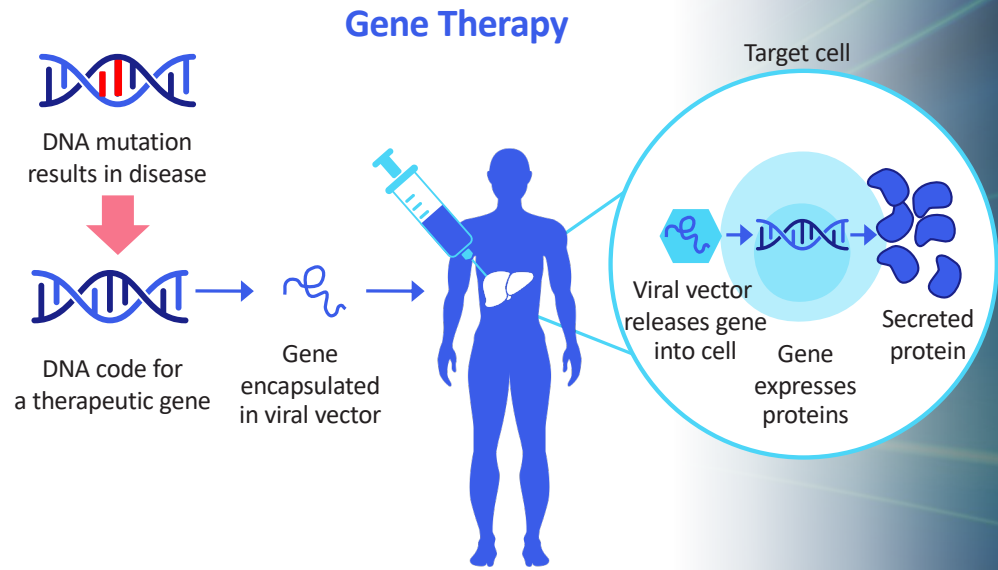 Gene Therapy
DNA mutation
results in disease
DNA code for
a therapeutic gene
Gene
encapsulated
in viral vector
Target cell
Viral vector
releases gene
into cell
Gene
expresses
proteins
Secreted
protein